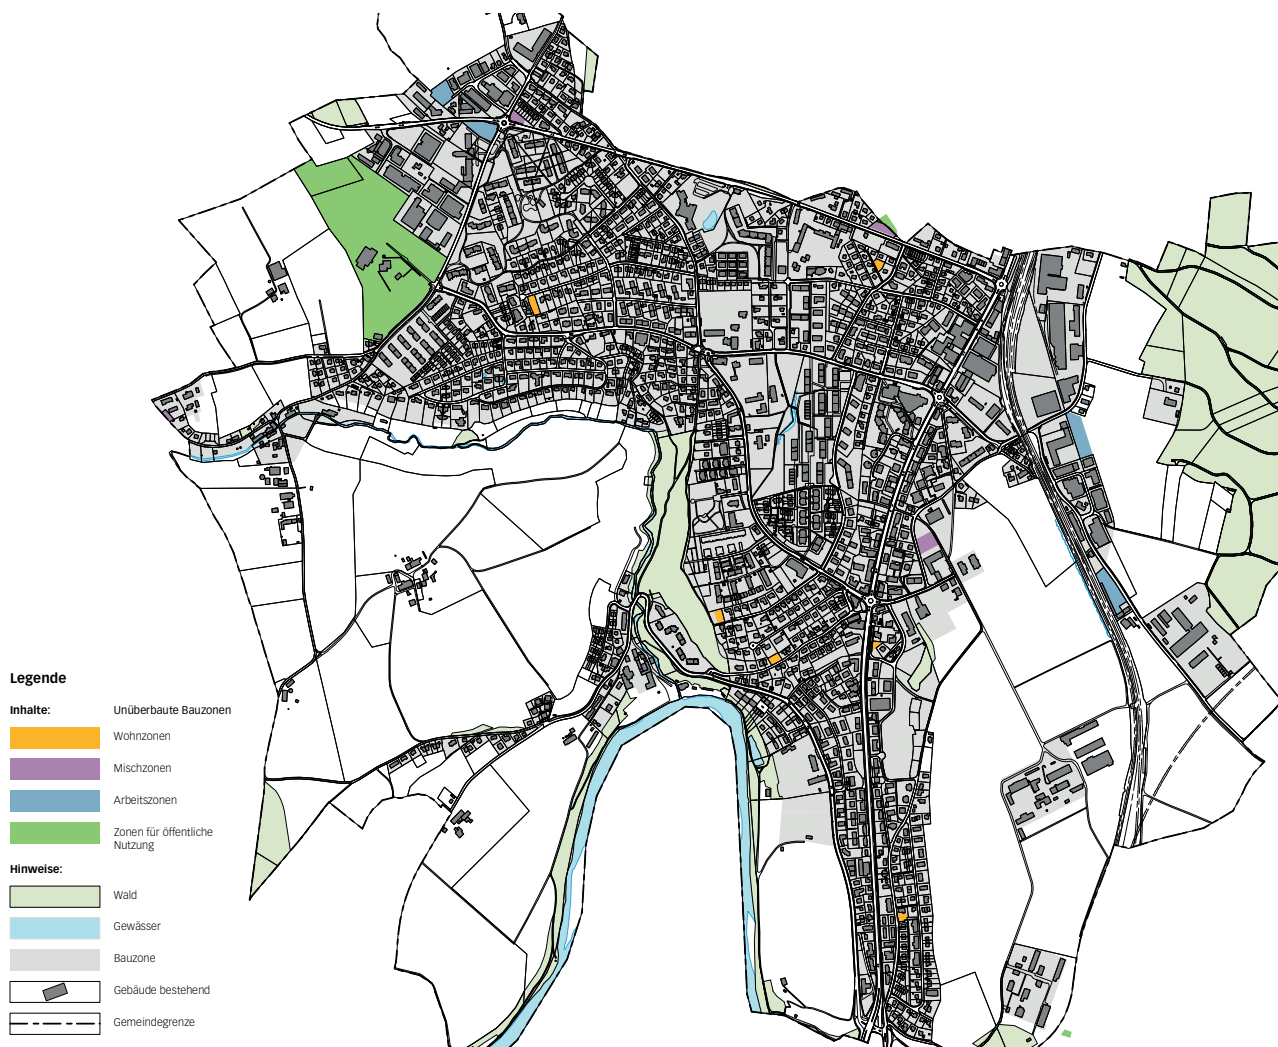 Legende
Inhalte: Unüberbaute Bauzonen
Wohnzonen
Mischzonen
Arbeitszonen
Zonen für öffentliche
Nutzung
Hinweise:
Wald
Gewässer
Bauzone
Gebäude bestehend
Gemeindegrenze